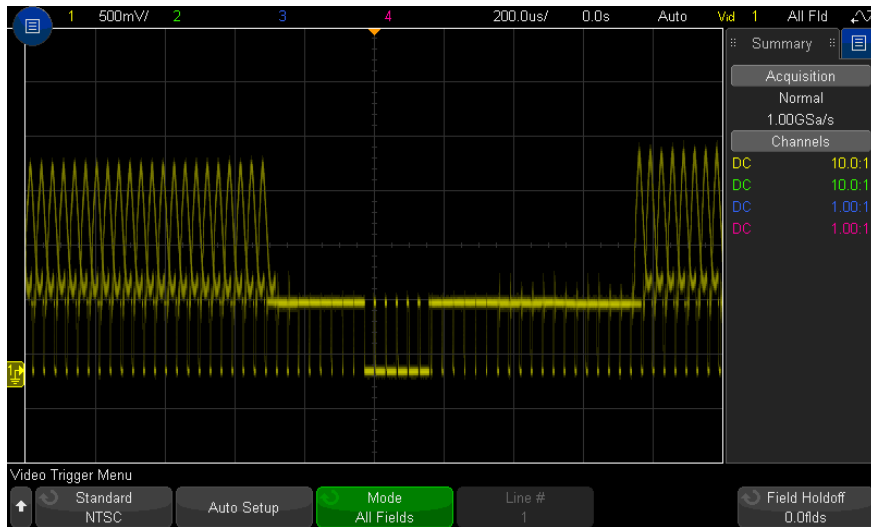 1 500mV/ 2 3 4 200.0us/ 0.0s Auto Vid 1 All Fld
Summary
Acquisition
Normal
1.00GSa/s
Channels
DC 10.0:1
DC 10.0:1
DC 1.00:1
DC 1.00:1
1
Video Trigger Menu
Standard
NTSC
Auto Setup
Mode
All Fields
Line #
1
Field Holdoff
0.0flds